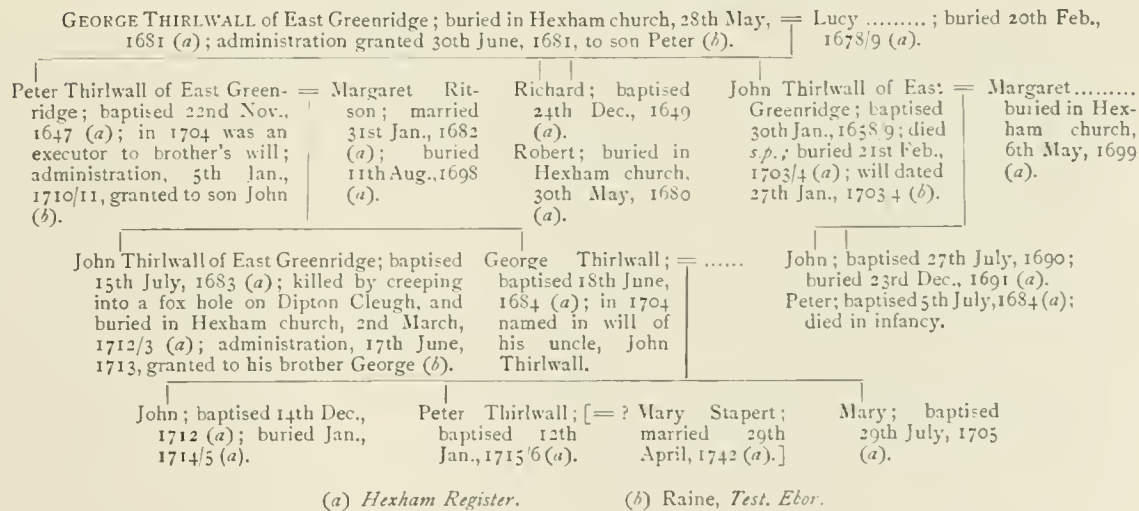 GEORGE THIRLWALL of East Greenridge; buried in Hexham church, 28th May,
1681 (a); administration granted 30th June, 1681, to son Peter (b).
= Lucy .........; buried 20th Feb.,
1678/9 (a).
Peter Thirlwall of East Green-
ridge; baptised 22nd Nov.,
1647 (a); in 1704 was an
executor to brother's will;
administration, 5th Jan.,
1710/11, granted to son John
(b).
= Margaret Rit-
son; married
31st Jan., 1682
(a); buried
11th Aug., 1698
(a).
Richard; baptised
24th Dec., 1649
(a).
Robert; buried in
Hexham church,
30th May, 1680
(a).
John Thirlwall of East
Greenridge; baptised
30th Jan., 1658/9; died
s.p.; buried 21st Feb.,
1703/4 (a); will dated
27th Jan., 1703 4 (b).
= Margaret.........
buried in Hex-
ham church,
6th May, 1699
(a).
John Thirlwall of East Greenridge; baptised
15th July, 1683 (a); killed by creeping
into a fox hole on Dipton Cleugh, and
buried in Hexham church, 2nd March,
1712/3 (a); administration, 17th June,
1713, granted to his brother George (b).
George Thirlwall; = ......
baptised 18th June,
1684 (a); in 1704
named in will of
his uncle, John
Thirlwall.
John; baptised 27th July, 1690;
buried 23rd Dec., 1691 (a).
Peter; baptised 5th July, 1684 (a);
died in infancy.
John; baptised 14th Dec.,
1712 (a); buried Jan.,
1714/5 (a).
Peter Thirlwall; [= ?
baptised 12th
Jan., 1715/6 (a).
Mary Stapert;
married 29th
April, 1742 (a).]
Mary; baptised
29th July, 1705
(a).
(a) Hexham Register. (b) Raine, Test. Ebor.